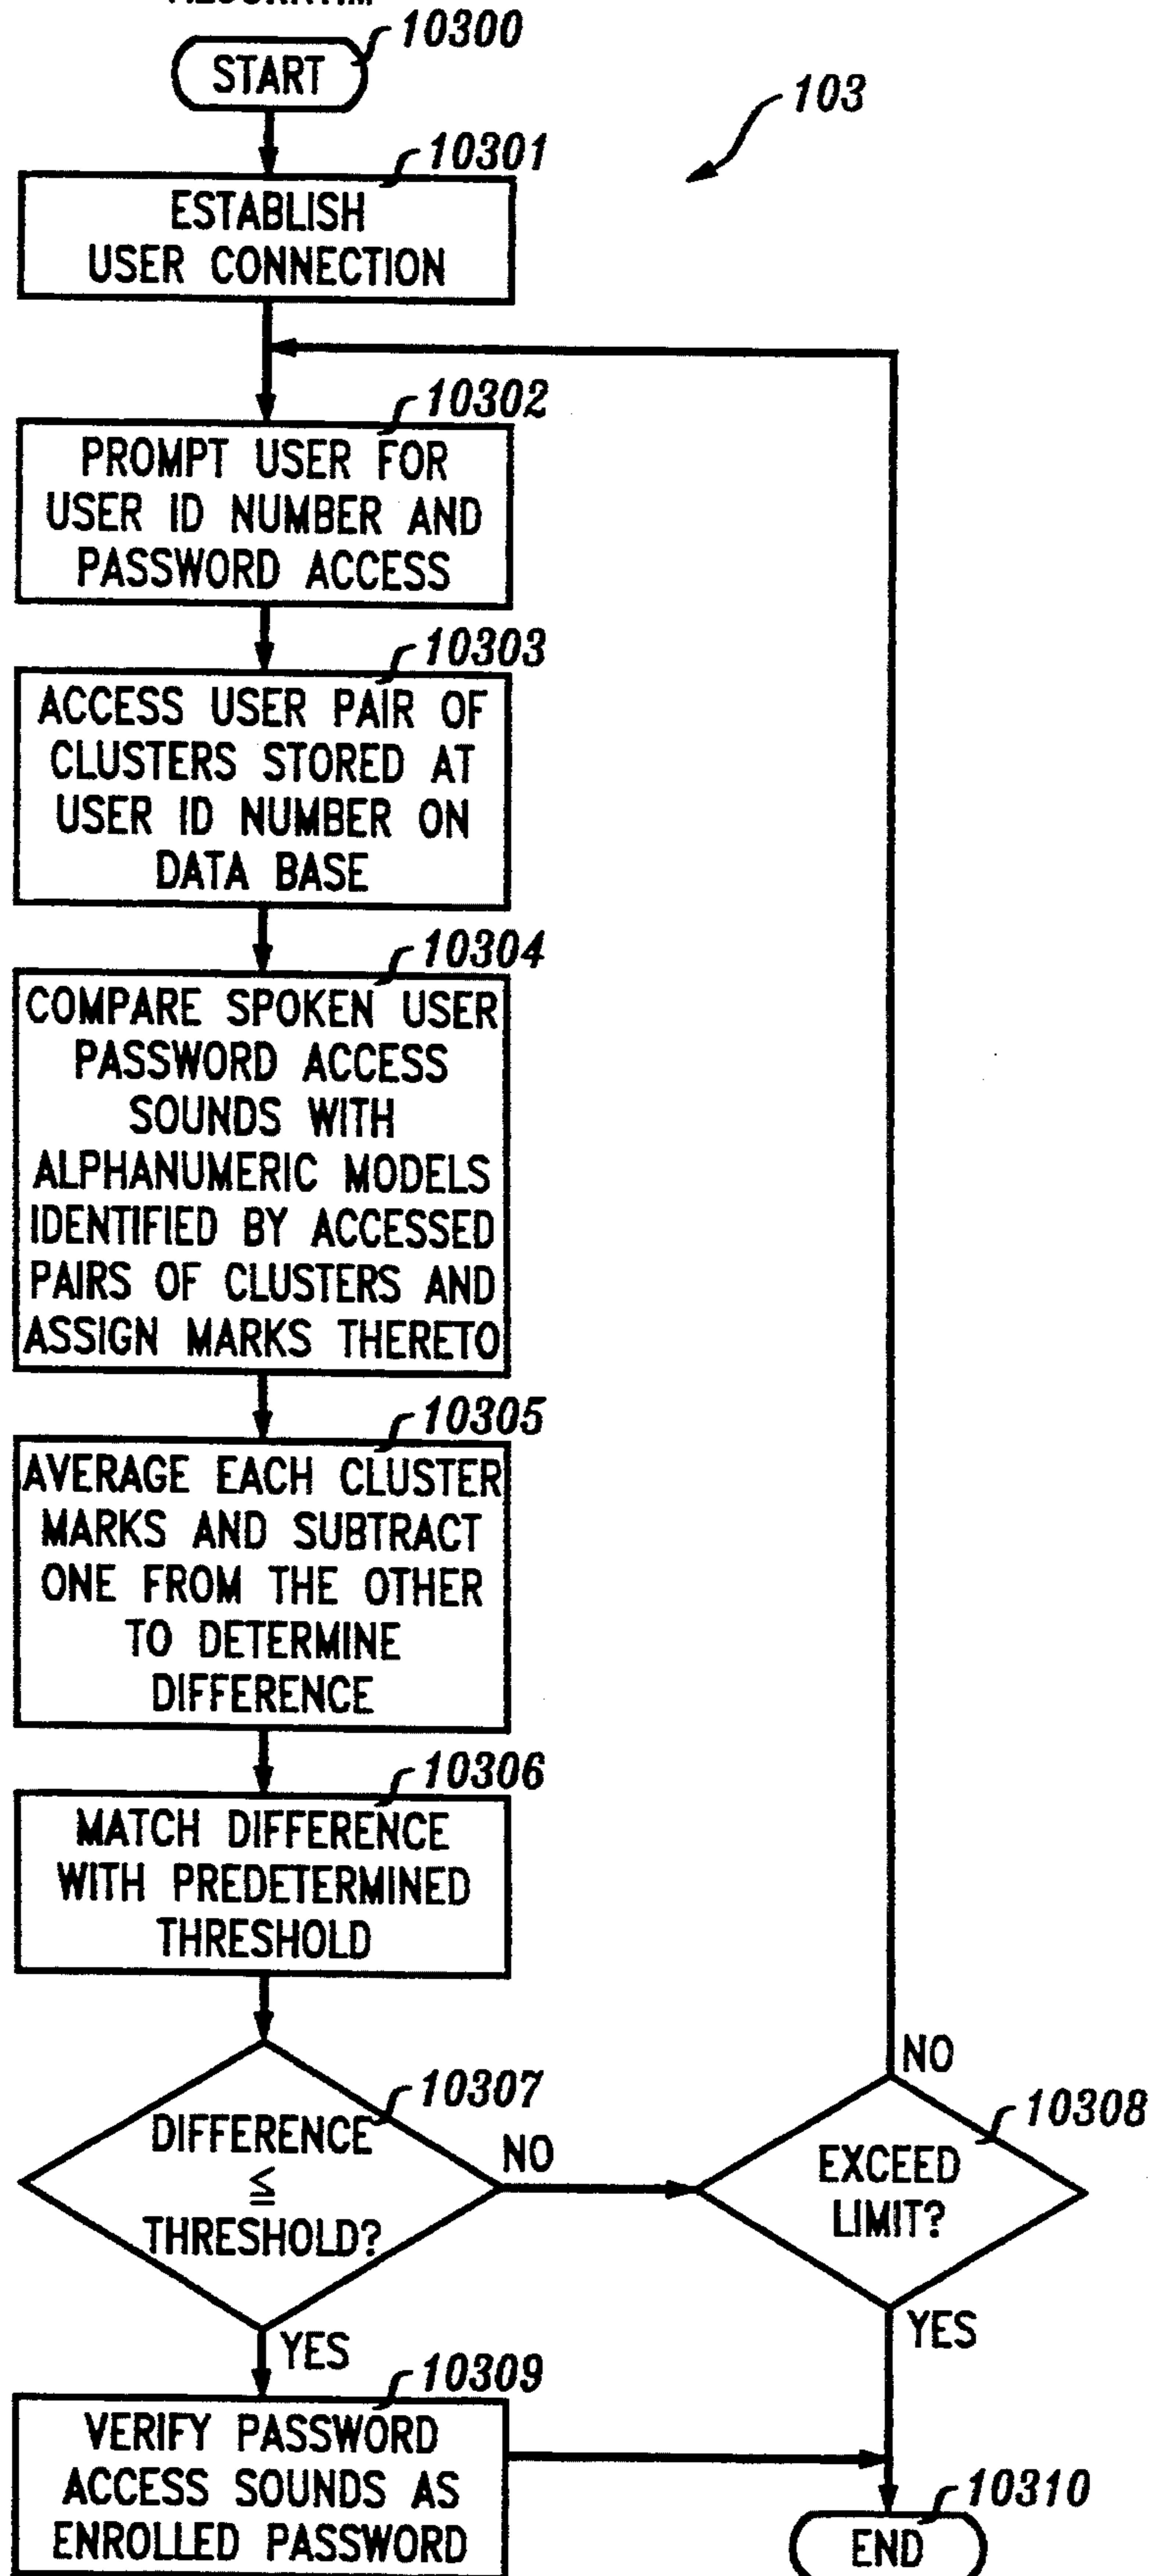 10300
START
103
10301
ESTABLISH
USER CONNECTION
10302
PROMPT USER FOR
USER ID NUMBER AND
PASSWORD ACCESS
10303
ACCESS USER PAIR OF
CLUSTERS STORED AT
USER ID NUMBER ON
DATA BASE
10304
COMPARE SPOKEN USER
PASSWORD ACCESS
SOUNDS WITH
ALPHANUMERIC MODELS
IDENTIFIED BY ACCESSED
PAIRS OF CLUSTERS AND
ASSIGN MARKS THERETO
10305
AVERAGE EACH CLUSTER
MARKS AND SUBTRACT
ONE FROM THE OTHER
TO DETERMINE
DIFFERENCE
10306
MATCH DIFFERENCE
WITH PREDETERMINED
THRESHOLD
10307
DIFFERENCE
≦
THRESHOLD?
NO
YES
NO
10308
EXCEED
LIMIT?
YES
10309
VERIFY PASSWORD
ACCESS SOUNDS AS
ENROLLED PASSWORD
10310
END